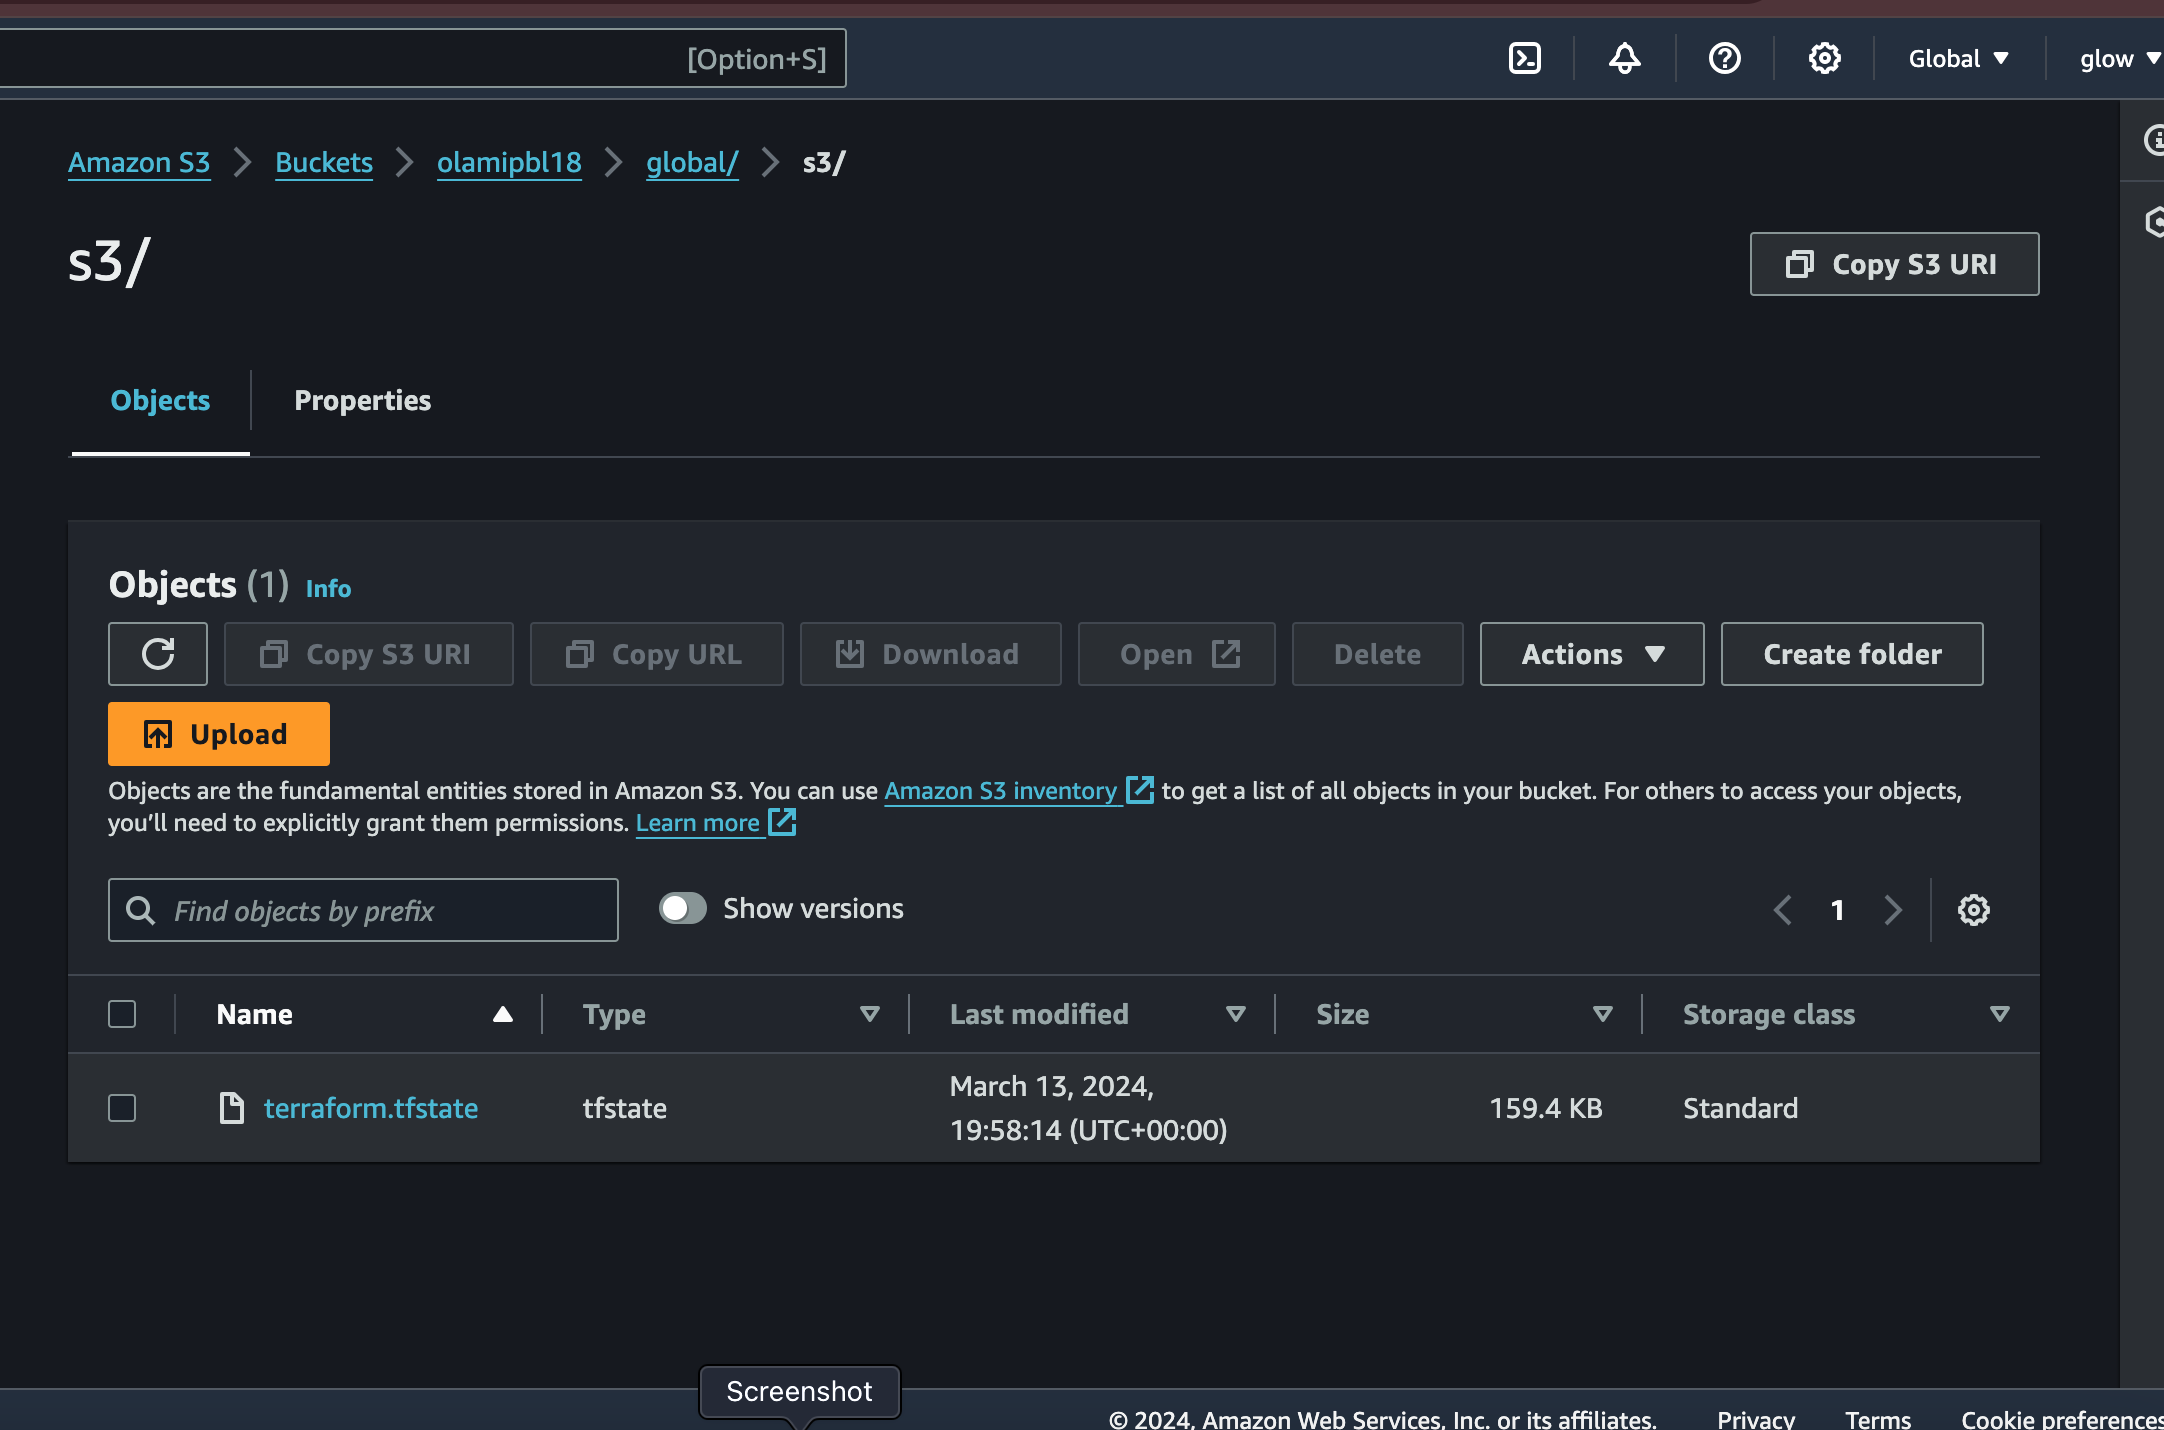 [Option+S]
Global
glow
Amazon S3
Buckets
olamipbl18
global/
s3/
s3/
Copy S3 URI
Objects
Properties
Objects (1) Info
Copy S3 URI
Copy URL
Download
Open
Delete
Actions
Create folder
Upload
Objects are the fundamental entities stored in Amazon S3. You can use Amazon S3 inventory to get a list of all objects in your bucket. For others to access your objects,
you’ll need to explicitly grant them permissions. Learn more
Find objects by prefix
Show versions
1
Name
Type
Last modified
Size
Storage class
terraform.tfstate
tfstate
March 13, 2024,
19:58:14 (UTC+00:00)
159.4 KB
Standard
Screenshot
© 2024, Amazon Web Services, Inc. or its affiliates.
Privacy
Terms
Cookie preferences